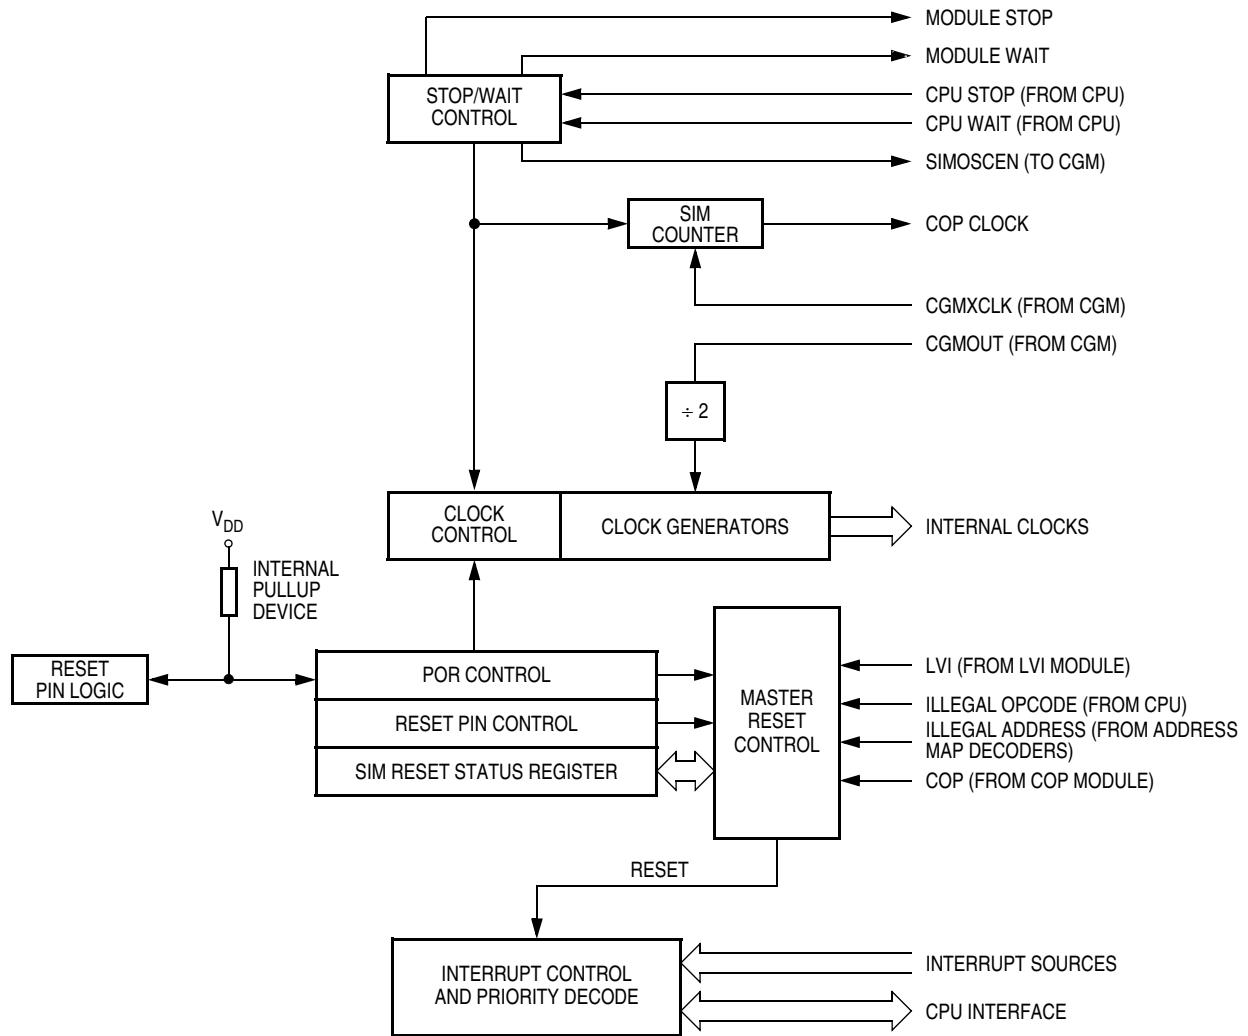 MODULE STOP
MODULE WAIT
STOP/WAIT
CONTROL
CPU STOP (FROM CPU)
CPU WAIT (FROM CPU)
SIMOSCEN (TO CGM)
SIM
COUNTER
COP CLOCK
CGMXCLK (FROM CGM)
CGMOUT (FROM CGM)
÷ 2
CLOCK
CONTROL
CLOCK GENERATORS
INTERNAL CLOCKS
VDD
INTERNAL
PULLUP
DEVICE
RESET
PIN LOGIC
POR CONTROL
RESET PIN CONTROL
SIM RESET STATUS REGISTER
MASTER
RESET
CONTROL
LVI (FROM LVI MODULE)
ILLEGAL OPCODE (FROM CPU)
ILLEGAL ADDRESS (FROM ADDRESS
MAP DECODERS)
COP (FROM COP MODULE)
RESET
INTERRUPT CONTROL
AND PRIORITY DECODE
INTERRUPT SOURCES
CPU INTERFACE